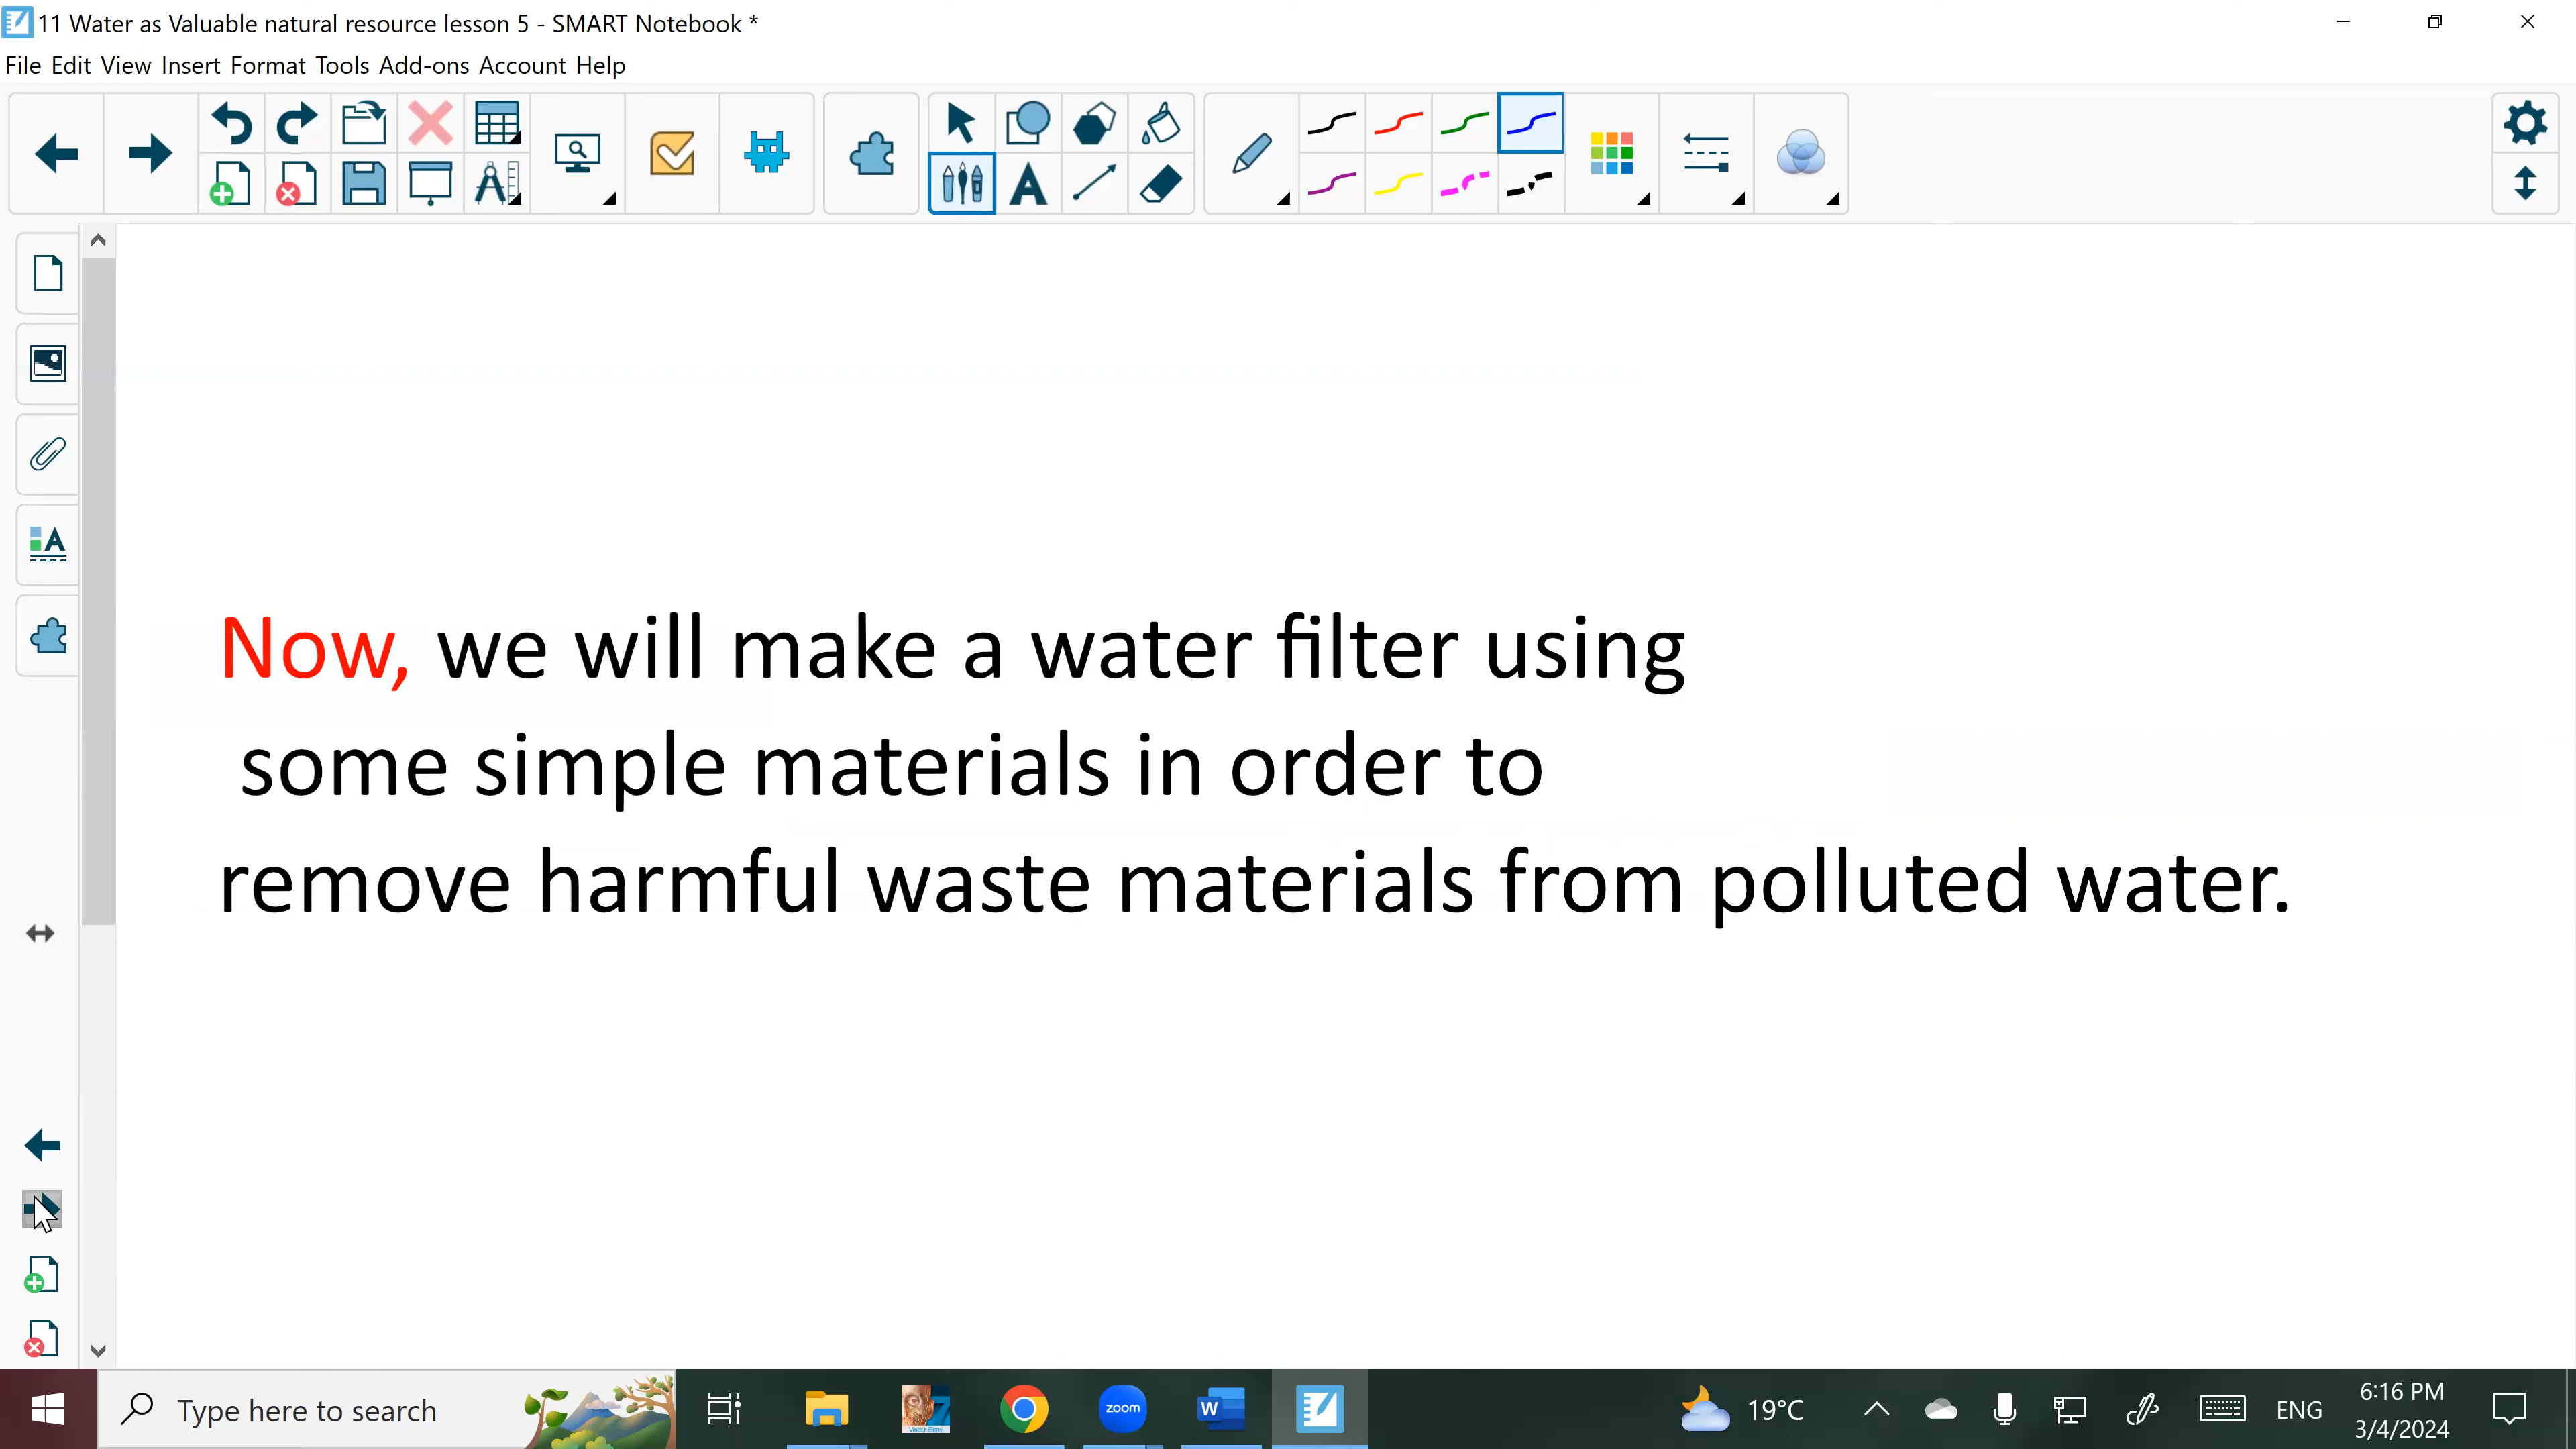 11 Water as Valuable natural resource lesson 5 - SMART Notebook *
File Edit View Insert Format Tools Add-ons Account Help
Now, we will make a water filter using
some simple materials in order to
remove harmful waste materials from polluted water.
Type here to search
zoom
W
19°C
ENG
6:16 PM
3/4/2024